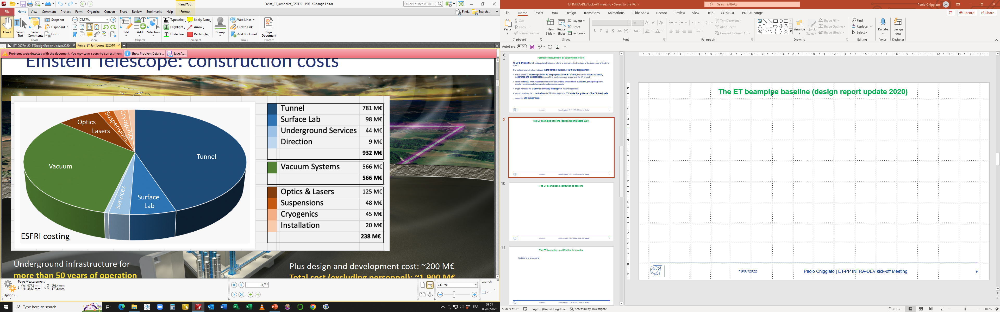 Freise_ET_Jamboree_220510 - PDF-XChange Editor
Hand Tool
Quick Launch (CTRL+.)
File Home View Comment Protect Form Organize Convert Share Review Bookmarks Help Format
Find... Search...
Hand
Select Text
Select Comments
Snapshot
Clipboard
Find
Tools
73.87%
View
Edit
Add
Selection
Objects
Typewriter
Highlight
Underline
Sticky Note
Arrow
Rectangle
Comment
Stamp
Web Links
Create Link
Add Bookmark
Links
Sign Document
Protect
ET-0007A-20_ETDesignReportUpdate2020
Freise_ET_Jamboree_220510
Problems were detected with the document. You may save a copy to correct them.
Show Problem Details...
Save As...
Einstein Telescope: construction costs
Optics
Lasers
Suspensions
Cryogenics
Tunnel
Vacuum
Services
Surface
Lab
ESFRI costing
Tunnel 781 M€
Surface Lab 98 M€
Underground Services 44 M€
Direction 9 M€
932 M€
Vacuum Systems 566 M€
566 M€
Optics & Lasers 125 M€
Suspensions 48 M€
Cryogenics 45 M€
Installation 20 M€
238 M€
Underground infrastructure for
more than 50 years of operation
Plus design and development cost: ~200 M€
Total cost (excluding personnel): ~1,900 M€
Page Measurement:
W: 677.3mm X: 562.4mm
H: 381.0mm Y: 172.6mm
Options...
3/25
73.87%
Launch:
Type here to search
FRA
09:51
06/07/2022
ET INFRA-DEV kick-off meeting • Saved to this PC
Search (Alt+Q)
Paolo Chiggiato
File Home Insert Draw Design Transitions Animations Slide Show Record Review View Help COMSOL PDF-XChange
Record
Share
Paste
Cut
Copy
Format Painter
Clipboard
New Slide
Reuse Slides
Layout
Reset
Section
Slides
20
Font
Text Direction
Align Text
Convert to SmartArt
Paragraph
Arrange
Quick Styles
Shape Fill
Shape Outline
Shape Effects
Drawing
Find
Replace
Select
Editing
Dictate
Voice
Design Ideas
Designer
AutoSave Off
8
Potential contributions of ET collaborators to WPs
All WPs are open to ET collaborators that are or intend to be involved in the study of the beam pipe of the ET's
arms.
The collaboration of other institutes in the frame of the Nikhef-INFN-CERN agreement :
• would create a common platform for the proposal of the ET's arms, that would ensure cohesion,
coherence and a critical size in one of the most expensive systems of the ET project;
• could be direct, when responsibilities in WP deliverables are ascribed, or indirect, participating in the
regular meetings and sharing data and progress reports;
• might increase the chance of receiving funding from national agencies,
• would benefit of the coordination of CERN leading to the TDR under the guidance of the ET directorate,
• would be site independent.
9
The ET beampipe baseline (design report update 2020)
10
The ET beampipe: modification to baseline
11
The ET beampipe: modification to baseline
Material and processing
The ET beampipe baseline (design report update 2020)
CERN
19/07/2022
Paolo Chiggiato | ET-PP INFRA-DEV kick-off Meeting
9
Slide 9 of 19
English (United Kingdom)
Accessibility: Investigate
Notes
106%